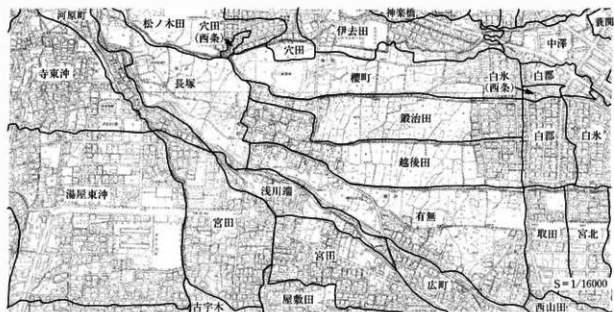 河原町
松ノ木田
穴田
(西条)
伊去田
神楽橋
蓑関
中澤
寺東沖
長塚
穴田
櫻町
白氷
(西条)
白郡
鍛治田
白郡
白氷
越後田
湯屋東沖
浅川端
宮田
有無
宮田
取田
宮北
広町
S=1/16000
古字木
屋敷田
西山田